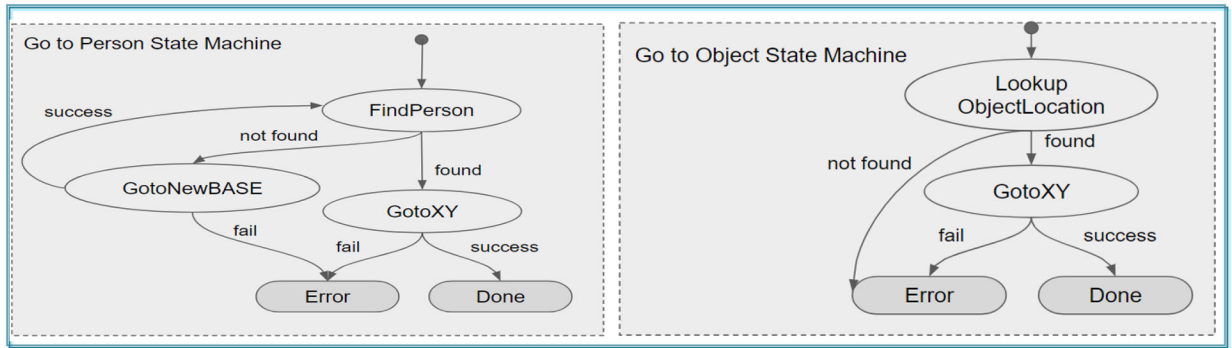 Go to Person State Machine
FindPerson
success
not found
found
GotoNewBASE
GotoXY
fail
fail
success
Error
Done
Go to Object State Machine
Lookup
ObjectLocation
not found
found
GotoXY
fail
success
Error
Done